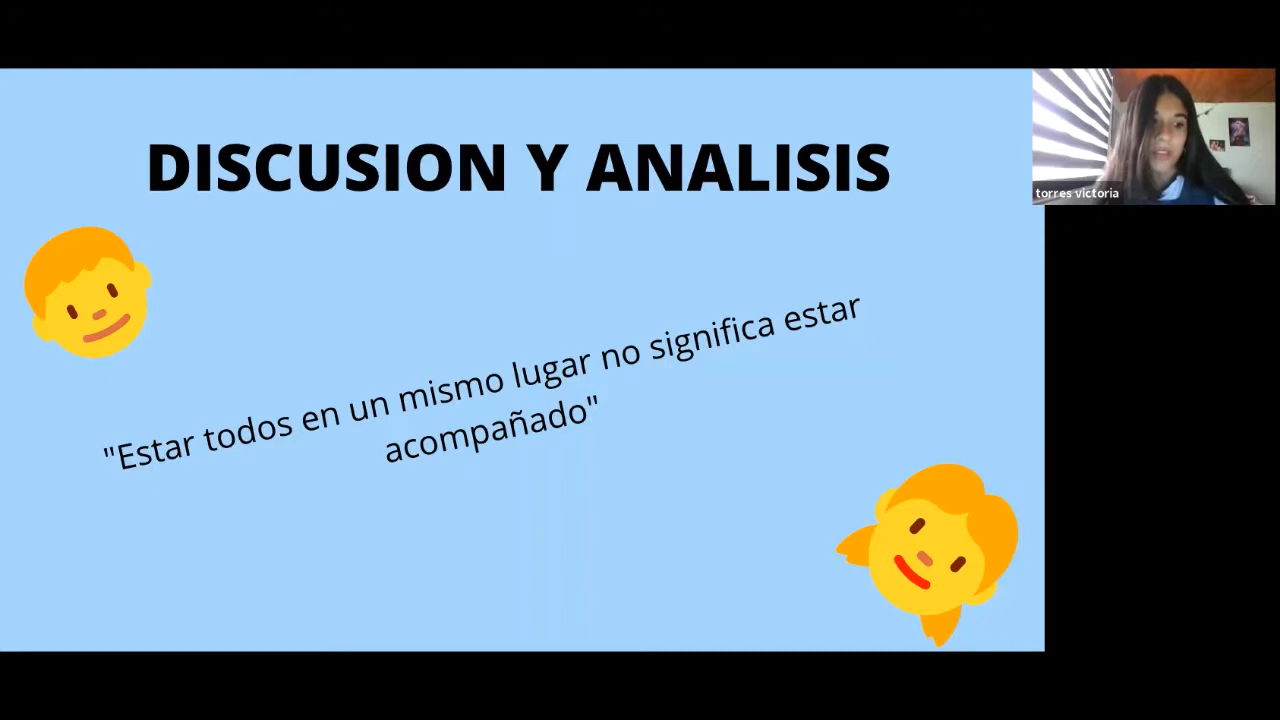 DISCUSION Y ANALISIS
"Estar todos en un mismo lugar no significa estar
acompañado"
torres victoria